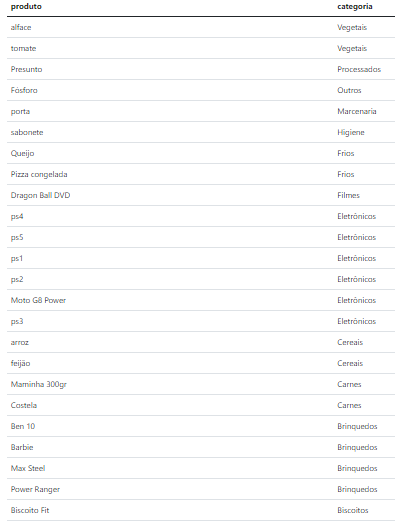 produto categoria
alface Vegetais
tomate Vegetais
Presunto Processados
Fósforo Outros
porta Marcenaria
sabonete Higiene
Queijo Frios
Pizza congelada Frios
Dragon Ball DVD Filmes
ps4 Eletrônicos
ps5 Eletrônicos
ps1 Eletrônicos
ps2 Eletrônicos
Moto G8 Power Eletrônicos
ps3 Eletrônicos
arroz Cereais
feijão Cereais
Maminha 300gr Carnes
Costela Carnes
Ben 10 Brinquedos
Barbie Brinquedos
Max Steel Brinquedos
Power Ranger Brinquedos
Biscoito Fit Biscoitos